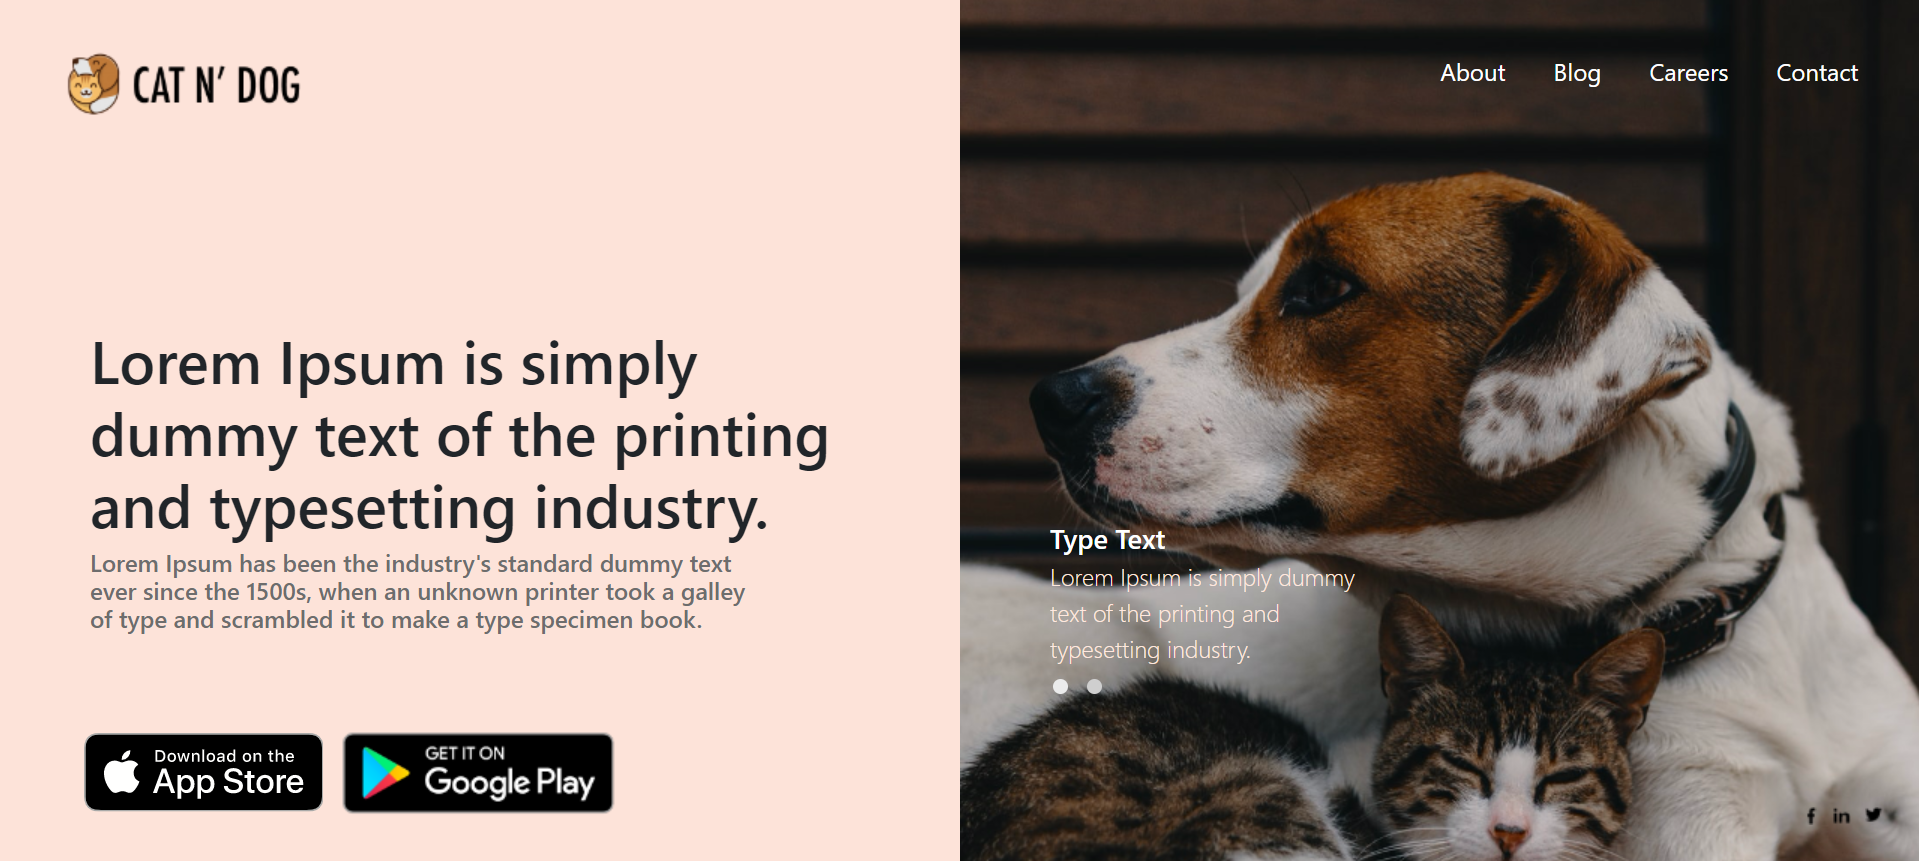 CAT N' DOG
About Blog Careers Contact
Lorem Ipsum is simply
dummy text of the printing
and typesetting industry.
Lorem Ipsum has been the industry's standard dummy text
ever since the 1500s, when an unknown printer took a galley
of type and scrambled it to make a type specimen book.
Download on the
App Store
GET IT ON
Google Play
Type Text
Lorem Ipsum is simply dummy
text of the printing and
typesetting industry.
f in